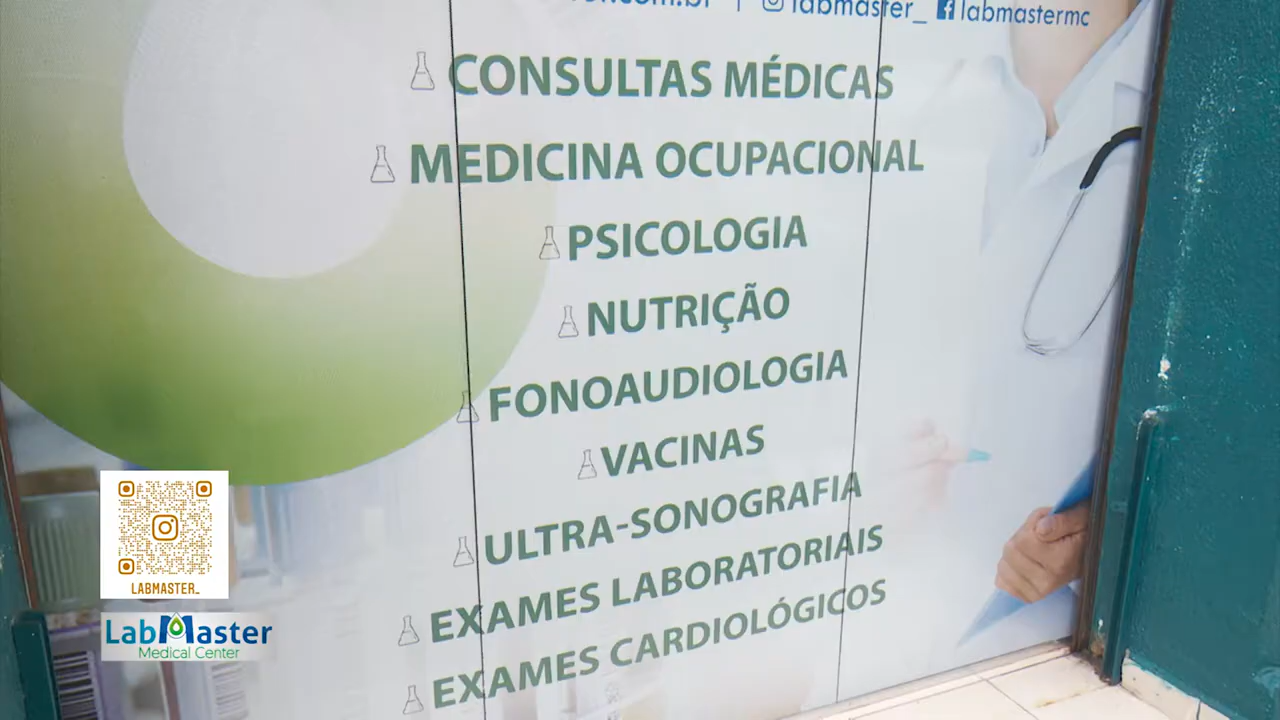 labmaster_ labmastermc
CONSULTAS MÉDICAS
MEDICINA OCUPACIONAL
PSICOLOGIA
NUTRIÇÃO
FONOAUDIOLOGIA
VACINAS
ULTRA-SONOGRAFIA
EXAMES LABORATORIAIS
EXAMES CARDIOLÓGICOS
LABMASTER_
LabMaster
Medical Center